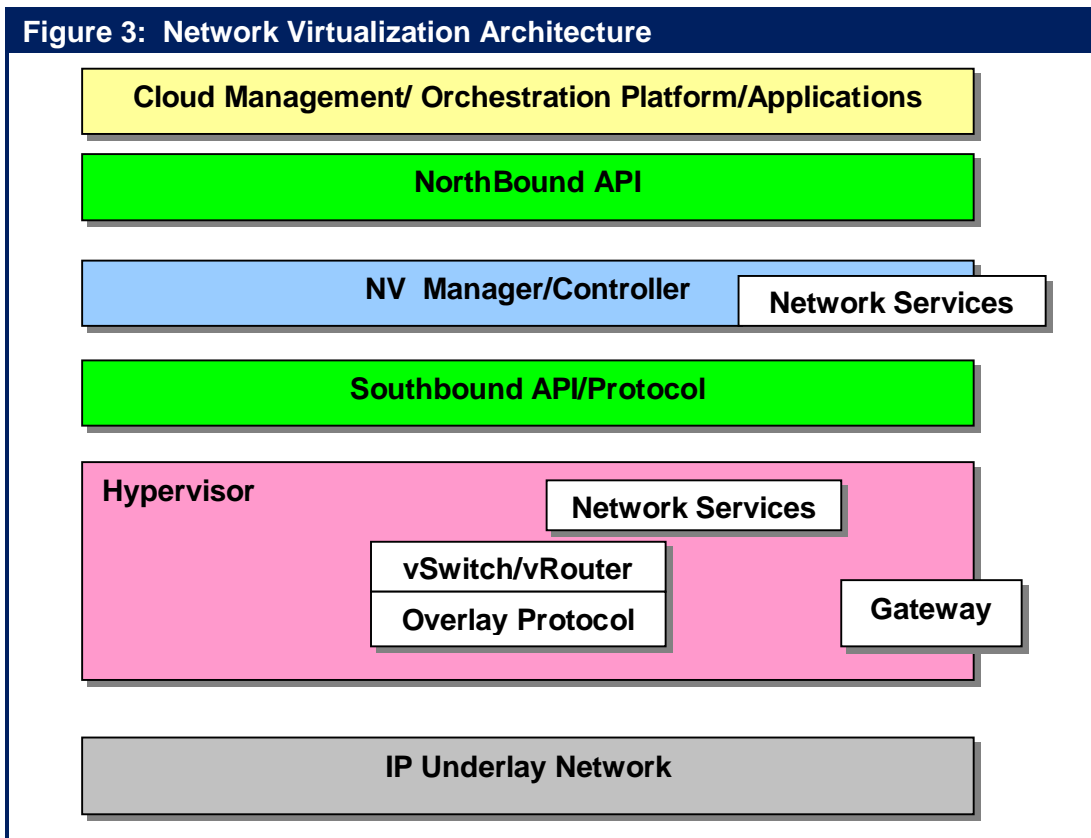 Figure 3: Network Virtualization Architecture
Cloud Management/ Orchestration Platform/Applications
NorthBound API
NV Manager/Controller
Network Services
Southbound API/Protocol
Hypervisor
Network Services
vSwitch/vRouter
Overlay Protocol
Gateway
IP Underlay Network